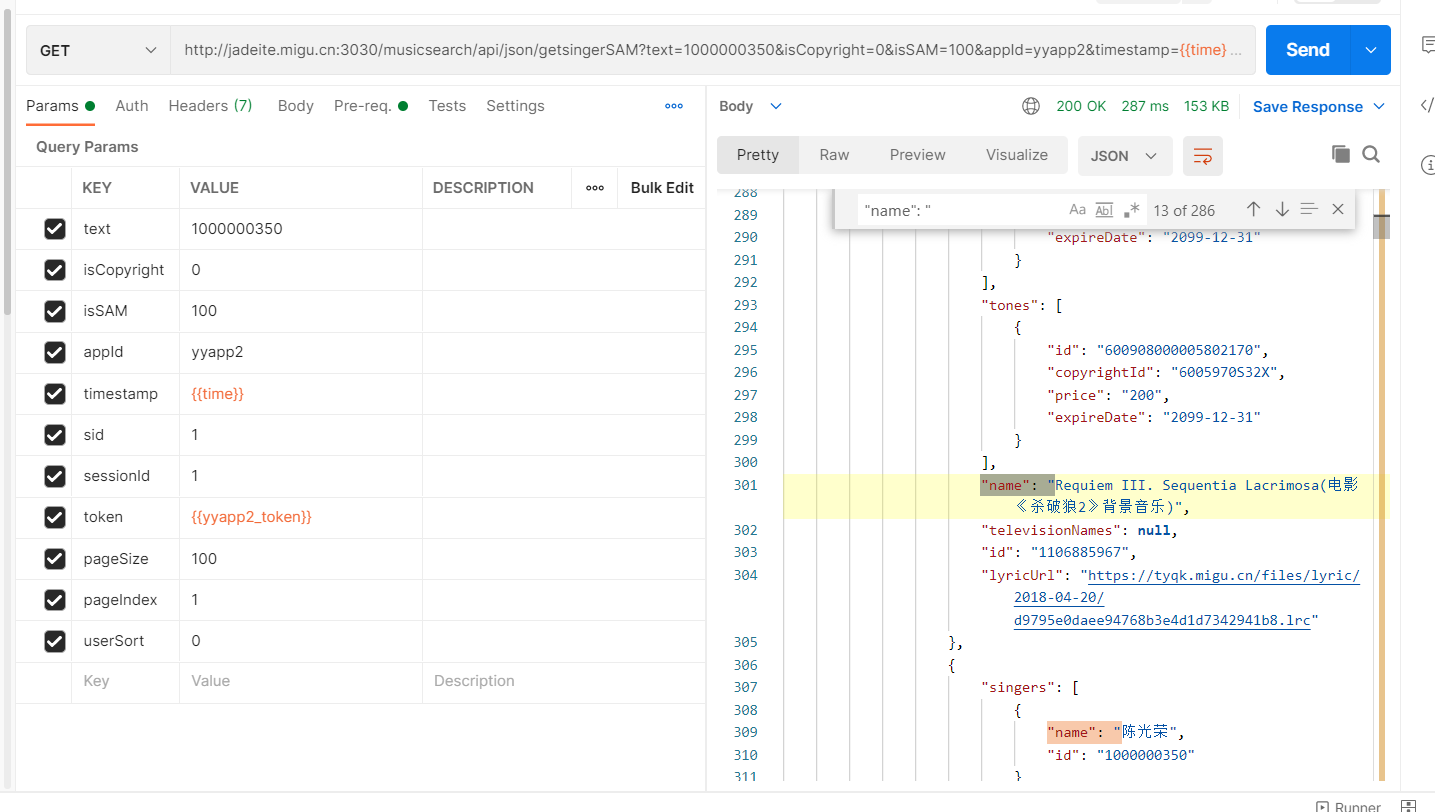 GET
http://jadeite.migu.cn:3030/musicsearch/api/json/getsingerSAM?text=1000000350&isCopyright=0&isSAM=100&appId=yyapp2&timestamp={{time} ...
Send
Params
Auth
Headers (7)
Body
Pre-req.
Tests
Settings
Query Params
KEY VALUE DESCRIPTION Bulk Edit
text 1000000350
isCopyright 0
isSAM 100
appId yyapp2
timestamp {{time}}
sid 1
sessionId 1
token {{yyapp2_token}}
pageSize 100
pageIndex 1
userSort 0
Key Value Description
Body
200 OK 287 ms 153 KB Save Response
Pretty Raw Preview Visualize JSON
"name": " Aa Abl .* 13 of 286
288
289
290 "expireDate": "2099-12-31"
291 }
292 ],
293 "tones": [
294 {
295 "id": "600908000005802170",
296 "copyrightId": "6005970S32X",
297 "price": "200",
298 "expireDate": "2099-12-31"
299 }
300 ],
301 "name": "Requiem III. Sequentia Lacrimosa(电影
《杀破狼2》背景音乐)",
302 "televisionNames": null,
303 "id": "1106885967",
304 "lyricUrl": "https://tyqk.migu.cn/files/lyric/
2018-04-20/
d9795e0daee94768b3e4d1d7342941b8.lrc"
305 },
306 {
307 "singers": [
308 {
309 "name": "陈光荣",
310 "id": "1000000350"
311 }
Runner